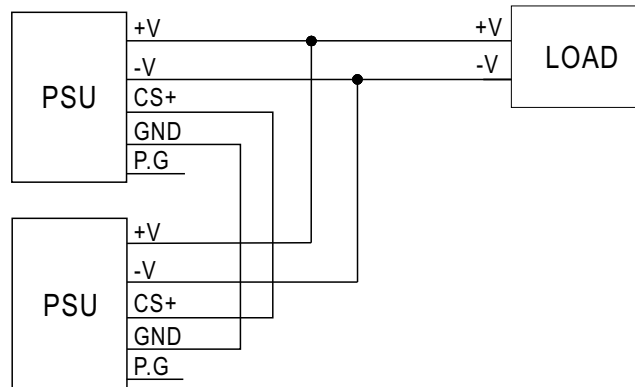 +V +V
-V -V LOAD
PSU CS+
GND
P.G
+V
-V
PSU CS+
GND
P.G